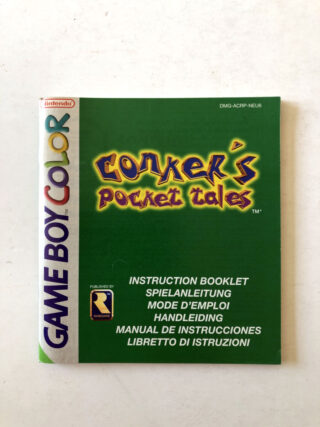 Nintendo
DMG-ACRP-NEU6
GAME BOY COLOR
Conker's
Pocket Tales
TM
PUBLISHED BY
R
INSTRUCTION BOOKLET
SPIELANLEITUNG
MODE D'EMPLOI
HANDLEIDING
MANUAL DE INSTRUCCIONES
LIBRETTO DI ISTRUZIONI